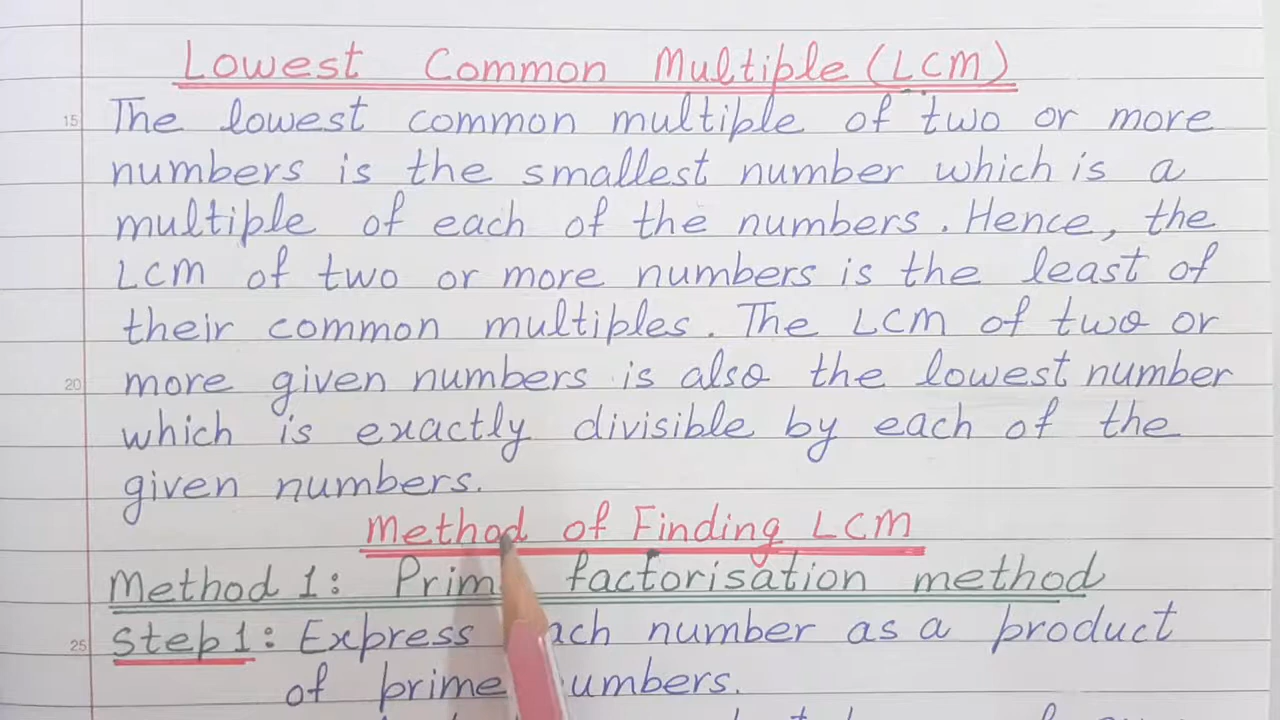 Lowest Common Multiple (LCM)
15 The lowest common multiple of two or more
numbers is the smallest number which is a
multiple of each of the numbers. Hence, the
LCM of two or more numbers is the least of
their common multiples. The LCM of two or
20 more given numbers is also the lowest number
which is exactly divisible by each of the
given numbers.
Method of Finding LCM
Method 1: Prim factorisation method
25 Step 1: Express ach number as a product
of prime umbers.